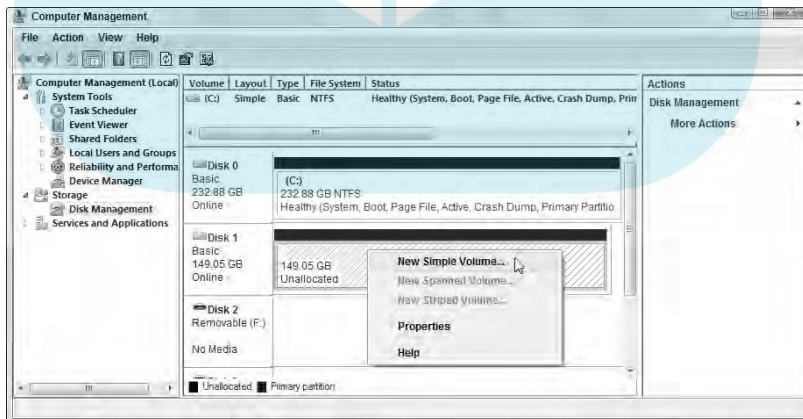 Computer Management
File Action View Help
Computer Management (Local)
System Tools
Task Scheduler
Event Viewer
Shared Folders
Local Users and Groups
Reliability and Performa
Device Manager
Storage
Disk Management
Services and Applications
Volume Layout Type File System Status
(C:) Simple Basic NTFS Healthy (System, Boot, Page File, Active, Crash Dump, Prim
Disk 0
Basic
232.88 GB
Online
(C:)
232.88 GB NTFS
Healthy (System, Boot, Page File, Active, Crash Dump, Primary Partitio
Disk 1
Basic
149.05 GB
Online
149.05 GB
Unallocated
New Simple Volume...
New Spanned Volume...
New Striped Volume...
Properties
Help
Disk 2
Removable (F:)
No Media
Unallocated Primary partition
Actions
Disk Management
More Actions